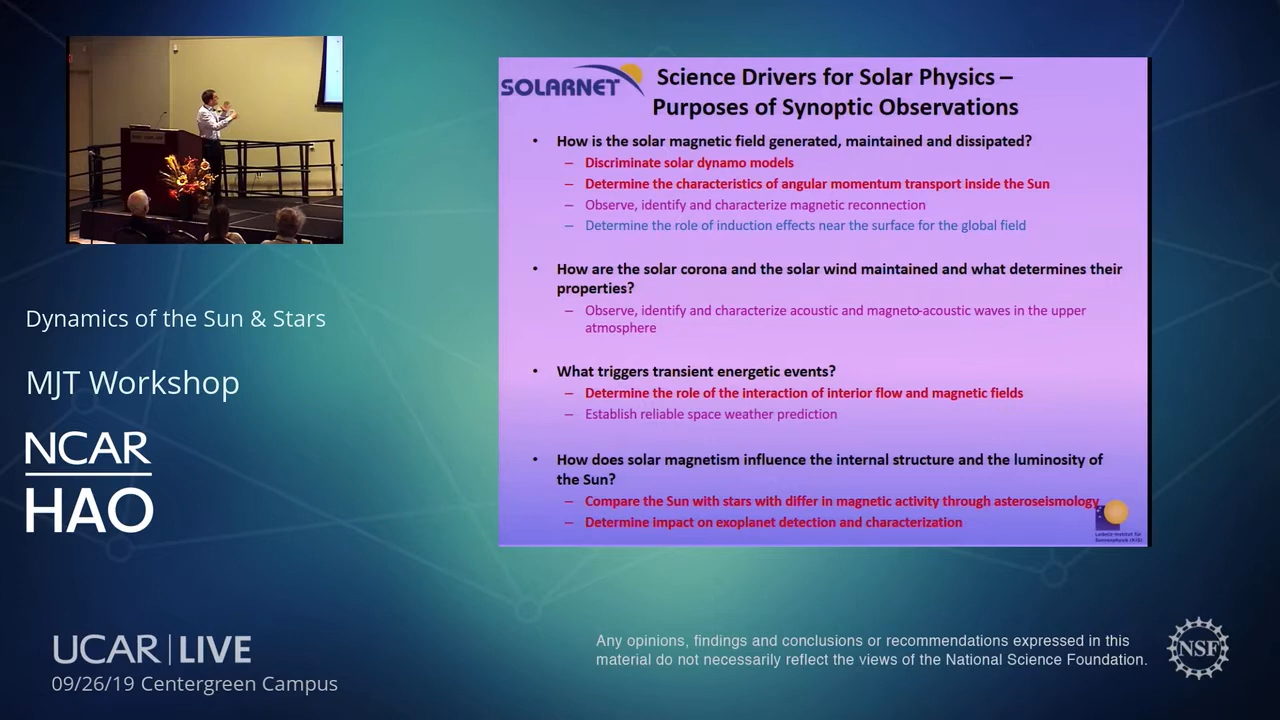 SOLARNET
Science Drivers for Solar Physics –
Purposes of Synoptic Observations
• How is the solar magnetic field generated, maintained and dissipated?
– Discriminate solar dynamo models
– Determine the characteristics of angular momentum transport inside the Sun
– Observe, identify and characterize magnetic reconnection
– Determine the role of induction effects near the surface for the global field
• How are the solar corona and the solar wind maintained and what determines their
properties?
– Observe, identify and characterize acoustic and magneto-acoustic waves in the upper
atmosphere
• What triggers transient energetic events?
– Determine the role of the interaction of interior flow and magnetic fields
– Establish reliable space weather prediction
• How does solar magnetism influence the internal structure and the luminosity of
the Sun?
– Compare the Sun with stars with differ in magnetic activity through asteroseismology
– Determine impact on exoplanet detection and characterization
Leibniz-Institut für
Sonnenphysik (KIS)
Dynamics of the Sun & Stars
MJT Workshop
NCAR
HAO
UCAR | LIVE
09/26/19 Centergreen Campus
Any opinions, findings and conclusions or recommendations expressed in this
material do not necessarily reflect the views of the National Science Foundation.
NSF